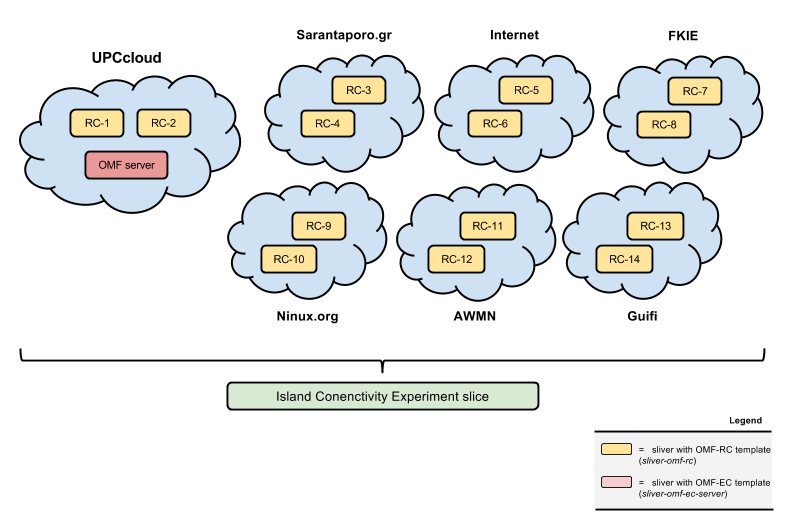 UPCcloud
RC-1
RC-2
OMF server
Sarantaporo.gr
RC-3
RC-4
Internet
RC-5
RC-6
FKIE
RC-7
RC-8
RC-9
RC-10
Ninux.org
RC-11
RC-12
AWMN
RC-13
RC-14
Guifi
Island Conenctivity Experiment slice
Legend
= sliver with OMF-RC template
(sliver-omf-rc)
= sliver with OMF-EC template
(sliver-omf-ec-server)